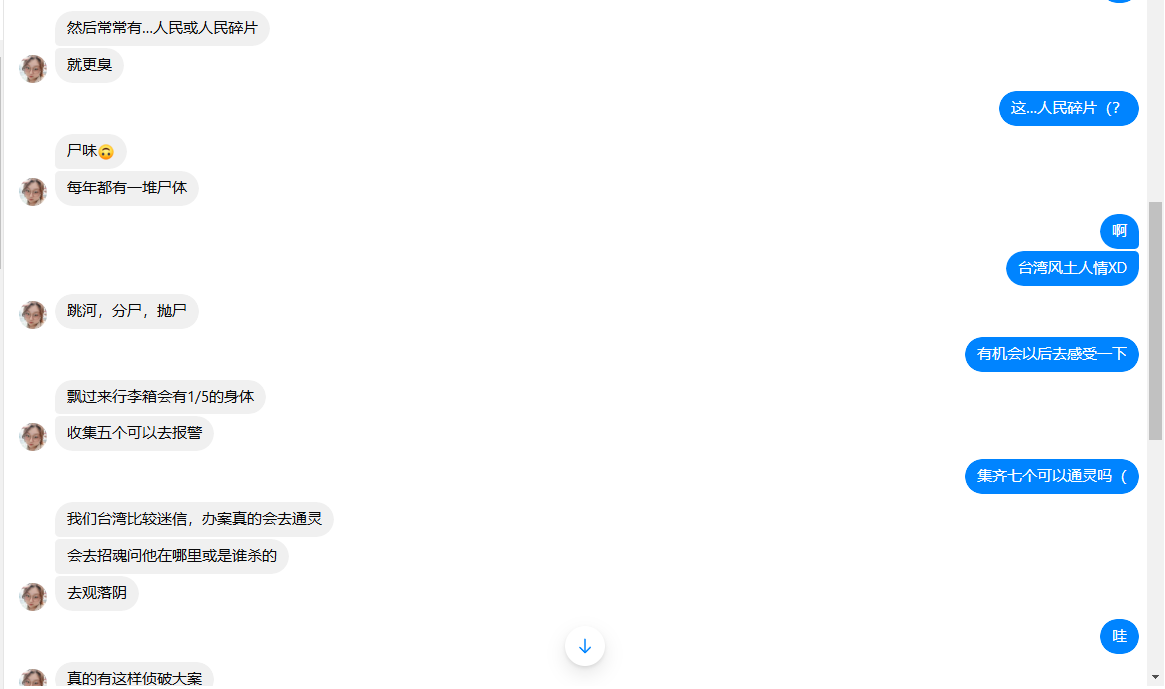 然后常常有...人民或人民碎片
就更臭
这...人民碎片（?
尸味🙃
每年都有一堆尸体
啊
台湾风土人情XD
跳河，分尸，抛尸
有机会以后去感受一下
飘过来行李箱会有1/5的身体
收集五个可以去报警
集齐七个可以通灵吗（
我们台湾比较迷信，办案真的会去通灵
会去招魂问他在哪里或是谁杀的
去观落阴
哇
真的有这样侦破大案